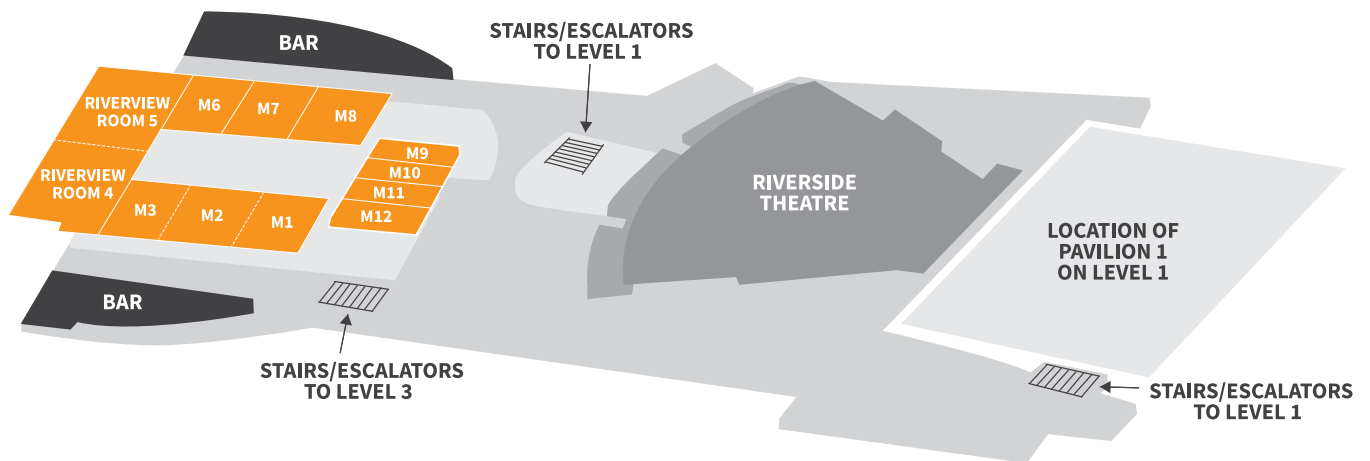 BAR
STAIRS/ESCALATORS
TO LEVEL 1
RIVERVIEW
ROOM 5
M6
M7
M8
M9
M10
M11
M12
RIVERVIEW
ROOM 4
M3
M2
M1
RIVERSIDE
THEATRE
LOCATION OF
PAVILION 1
ON LEVEL 1
BAR
STAIRS/ESCALATORS
TO LEVEL 3
STAIRS/ESCALATORS
TO LEVEL 1